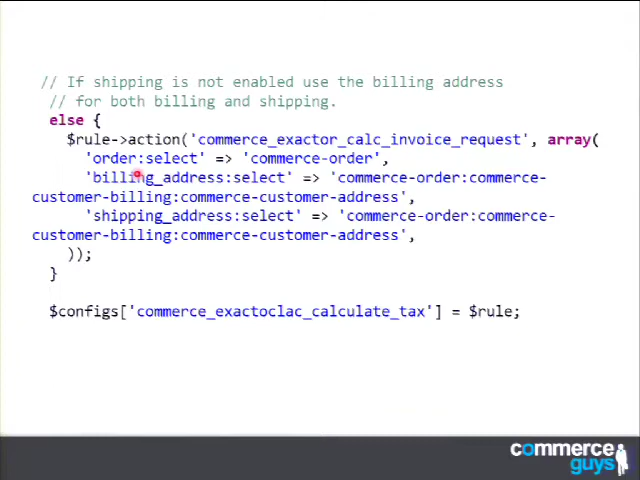 // If shipping is not enabled use the billing address
// for both billing and shipping.
else {
$rule->action('commerce_exactor_calc_invoice_request', array(
'order:select' => 'commerce-order',
'billing_address:select' => 'commerce-order:commerce-
customer-billing:commerce-customer-address',
'shipping_address:select' => 'commerce-order:commerce-
customer-billing:commerce-customer-address',
));
}
$configs['commerce_exactoclac_calculate_tax'] = $rule;
commerce
guys